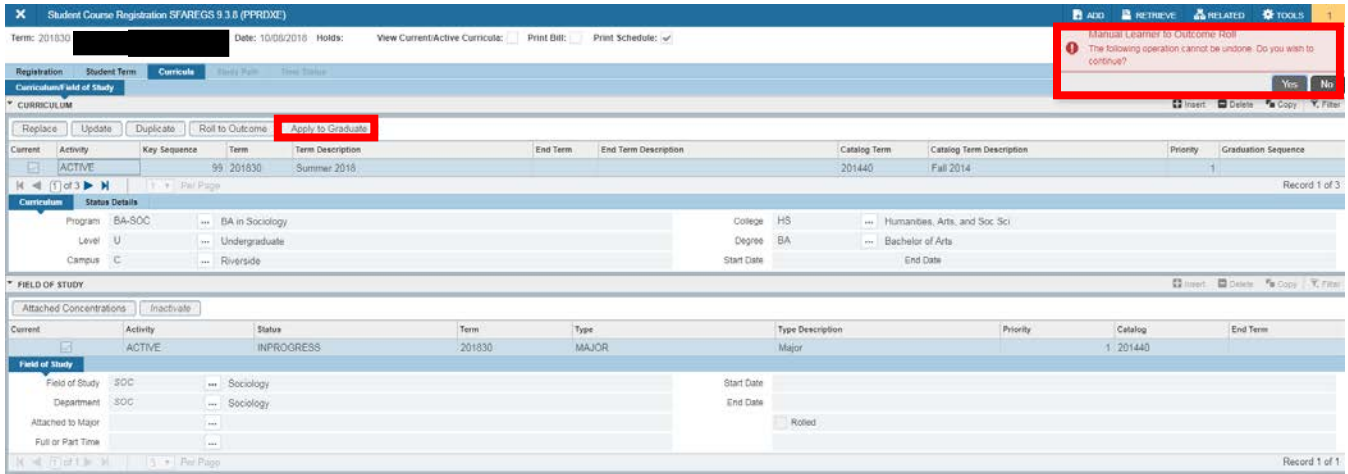 Student Course Registration SFAREGS 9.3.8 (PPRDXE) ADD RETRIEVE RELATED TOOLS 1
Term: 201830 Date: 10/08/2018 Holds: View Current/Active Curricula: Print Bill: Print Schedule:
Manual Learner to Outcome Roll
The following operation cannot be undone. Do you wish to
continue?
Yes No
Registration Student Term Curricula Study Path Time Status
Curriculum/Field of Study
CURRICULUM Insert Delete Copy Filter
Replace Update Duplicate Roll to Outcome Apply to Graduate
Current Activity Key Sequence Term Term Description End Term End Term Description Catalog Term Catalog Term Description Priority Graduation Sequence
ACTIVE 99 201830 Summer 2018 201440 Fall 2014 1
1 of 3 Per Page Record 1 of 3
Curriculum Status Details
Program BA-SOC ... BA in Sociology College HS ... Humanities, Arts, and Soc Sci
Level U ... Undergraduate Degree BA ... Bachelor of Arts
Campus C ... Riverside Start Date End Date
FIELD OF STUDY Insert Delete Copy Filter
Attached Concentrations Inactivate
Current Activity Status Term Type Type Description Priority Catalog End Term
ACTIVE INPROGRESS 201830 MAJOR Major 1 201440
Field of Study
Field of Study SOC ... Sociology Start Date
Department SOC ... Sociology End Date
Attached to Major ... Rolled
Full or Part Time ...
1 of 1 3 Per Page Record 1 of 1